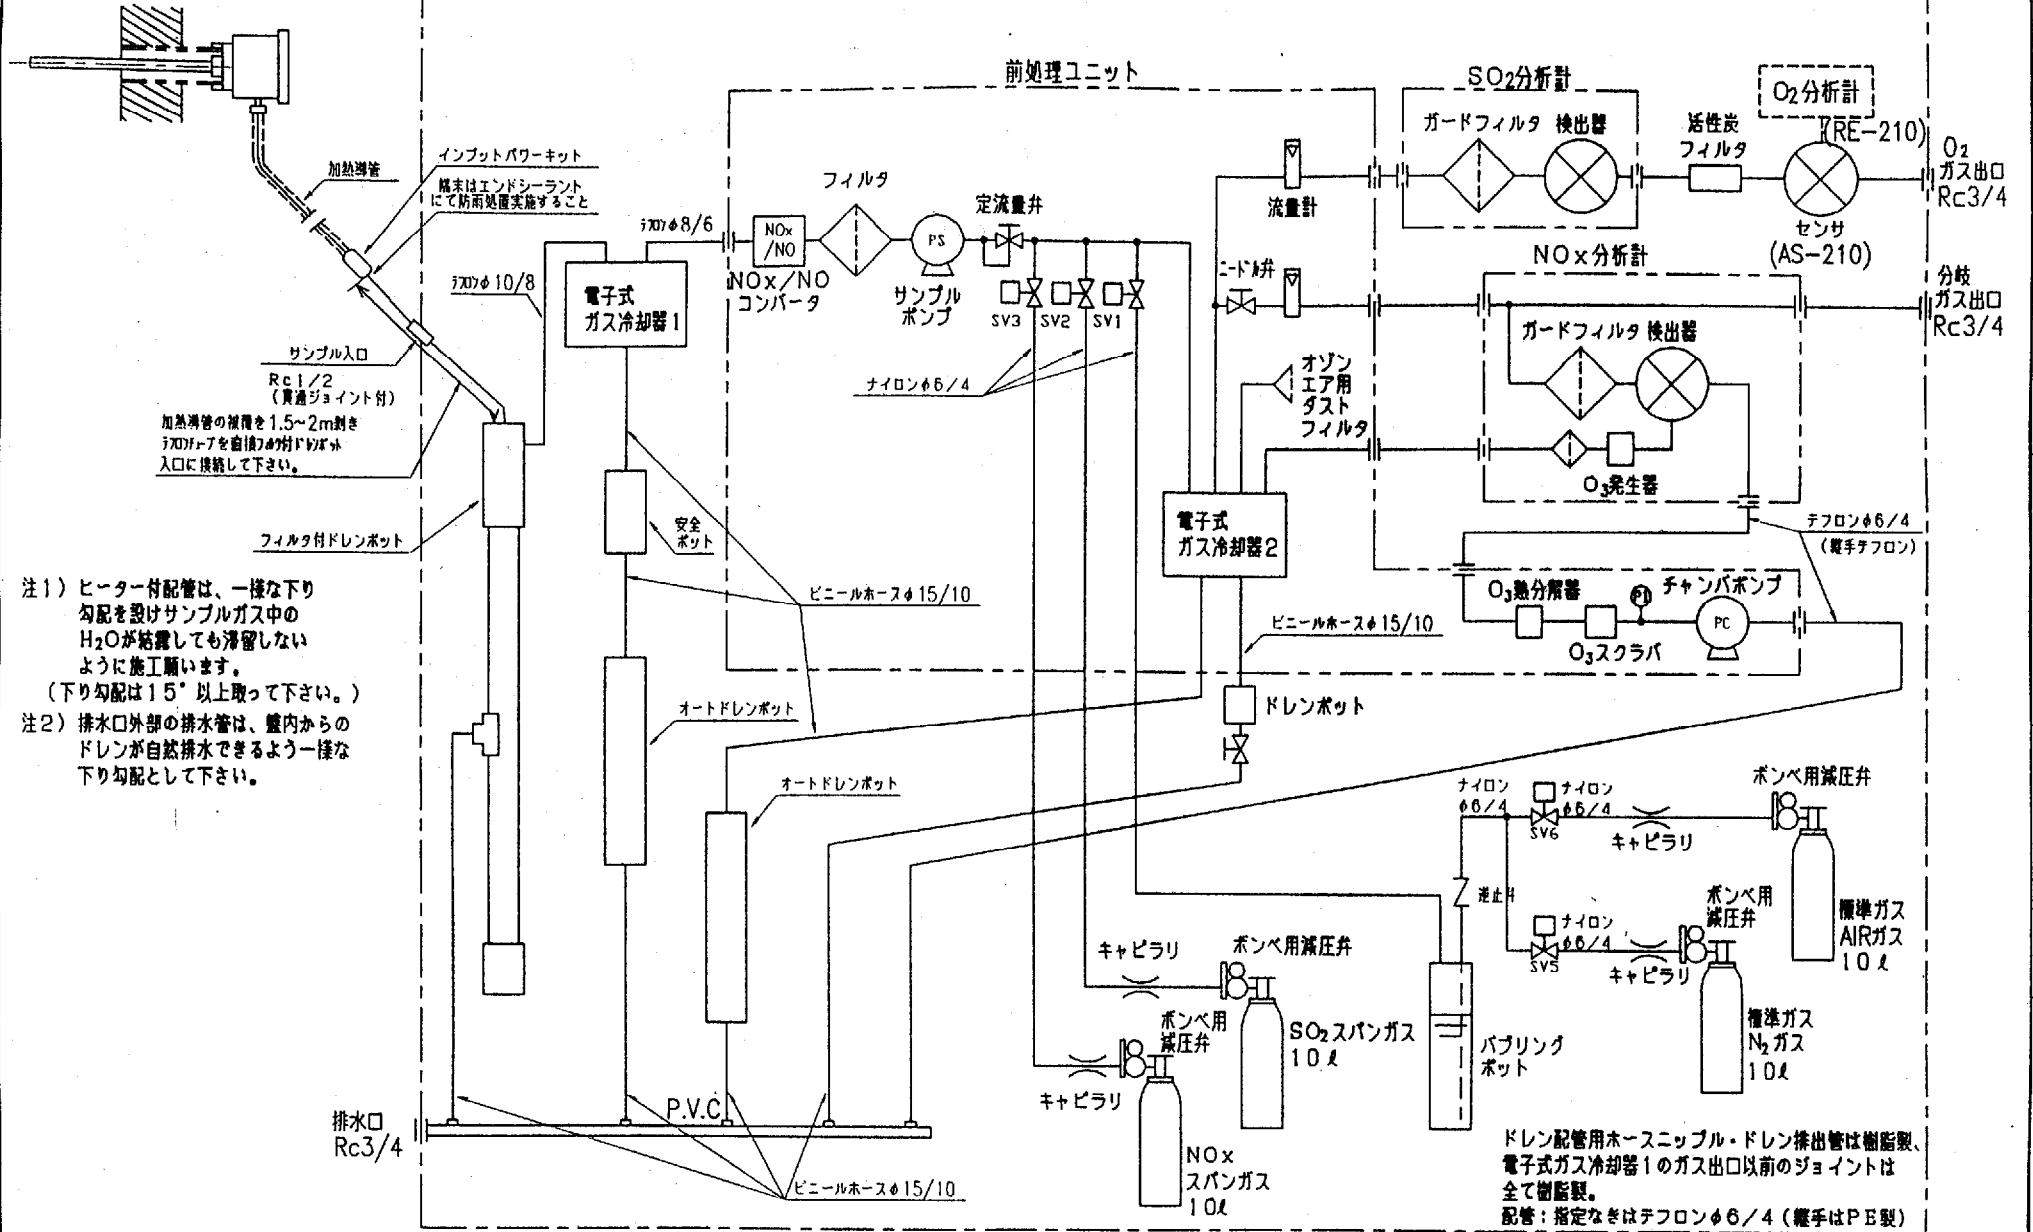 前処理ユニット
SO₂分析計
O₂分析計
(RE-210)
ガードフィルタ
検出器
活性炭
フィルタ
O₂
ガス出口
Rc3/4
センサ
(AS-210)
流量計
インプットパワーキット
端末はエンドシーラント
にて防雨処置実施すること
加熱導管
フィルタ
定流量弁
テフロンφ8/6
NOx
/NO
PS
NOx/NO
コンバータ
サンプル
ポンプ
SV3
SV2
SV1
ニードル弁
NOx分析計
分岐
ガス出口
Rc3/4
テフロンφ10/8
電子式
ガス冷却器1
ガードフィルタ
検出器
サンプル入口
Rc1/2
(貫通ジョイント付)
加熱導管の被覆を1.5~2m剥き
テフロンチューブを直接フィルタ付ドレンポット
入口に接続して下さい。
ナイロンφ6/4
オゾン
エア用
ダスト
フィルタ
O₃発生器
フィルタ付ドレンポット
安全
ポット
電子式
ガス冷却器2
テフロンφ6/4
(継手テフロン)
注1) ヒーター付配管は、一様な下り
勾配を設けサンプルガス中の
H₂Oが結露しても滞留しない
ように施工願います。
(下り勾配は15°以上取って下さい。)
注2) 排水口外部の排水管は、盤内からの
ドレンが自然排水できるよう一様な
下り勾配として下さい。
ビニールホースφ15/10
ビニールホースφ15/10
O₃熱分解器
PI
チャンバポンプ
PC
O₃スクラバ
オートドレンポット
ドレンポット
オートドレンポット
ナイロン
φ6/4
ナイロン
φ6/4
SV6
キャピラリ
ボンベ用減圧弁
逆止弁
ナイロン
φ6/4
SV5
キャピラリ
ボンベ用
減圧弁
標準ガス
AIRガス
10ℓ
キャピラリ
ボンベ用減圧弁
SO₂スパンガス
10ℓ
ボンベ用
減圧弁
キャピラリ
NOx
スパンガス
10ℓ
バブリング
ポット
標準ガス
N₂ガス
10ℓ
排水口
Rc3/4
P.V.C
ビニールホースφ15/10
ドレン配管用ホースニップル・ドレン排出管は樹脂製、
電子式ガス冷却器1のガス出口以前のジョイントは
全て樹脂製。
配管：指定なきはテフロンφ6/4(継手はPE製)